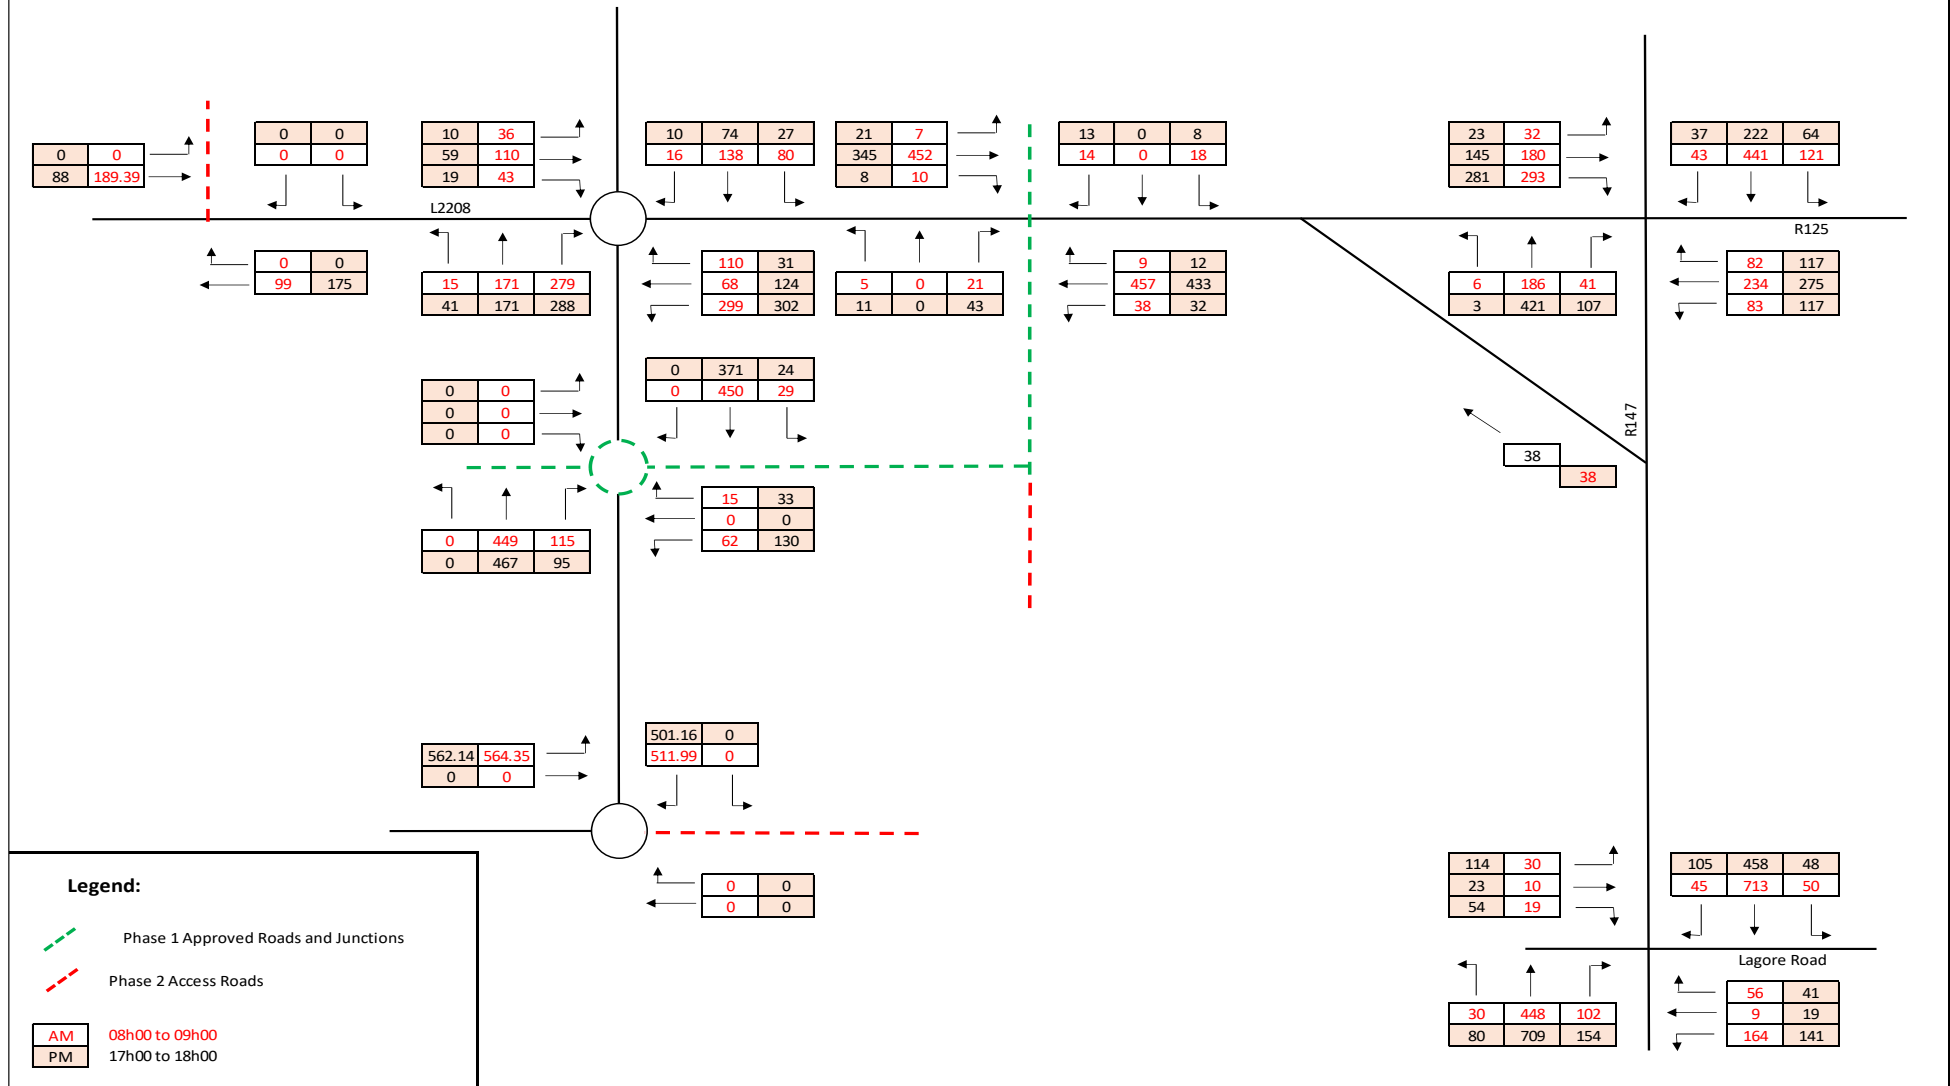 0 0
88 189.39
0 0
0 0
10 36
59 110
19 43
10 74 27
16 138 80
21 7
345 452
8 10
13 0 8
14 0 18
23 32
145 180
281 293
37 222 64
43 441 121
L2208
R125
0 0
99 175
15 171 279
41 171 288
110 31
68 124
299 302
5 0 21
11 0 43
9 12
457 433
38 32
6 186 41
3 421 107
82 117
234 275
83 117
0 0
0 0
0 0
0 371 24
0 450 29
R147
38
38
0 449 115
0 467 95
15 33
0 0
62 130
562.14 564.35
0 0
501.16 0
511.99 0
0 0
0 0
114 30
23 10
54 19
105 458 48
45 713 50
Lagore Road
30 448 102
80 709 154
56 41
9 19
164 141
Legend:
Phase 1 Approved Roads and Junctions
Phase 2 Access Roads
AM 08h00 to 09h00
PM 17h00 to 18h00